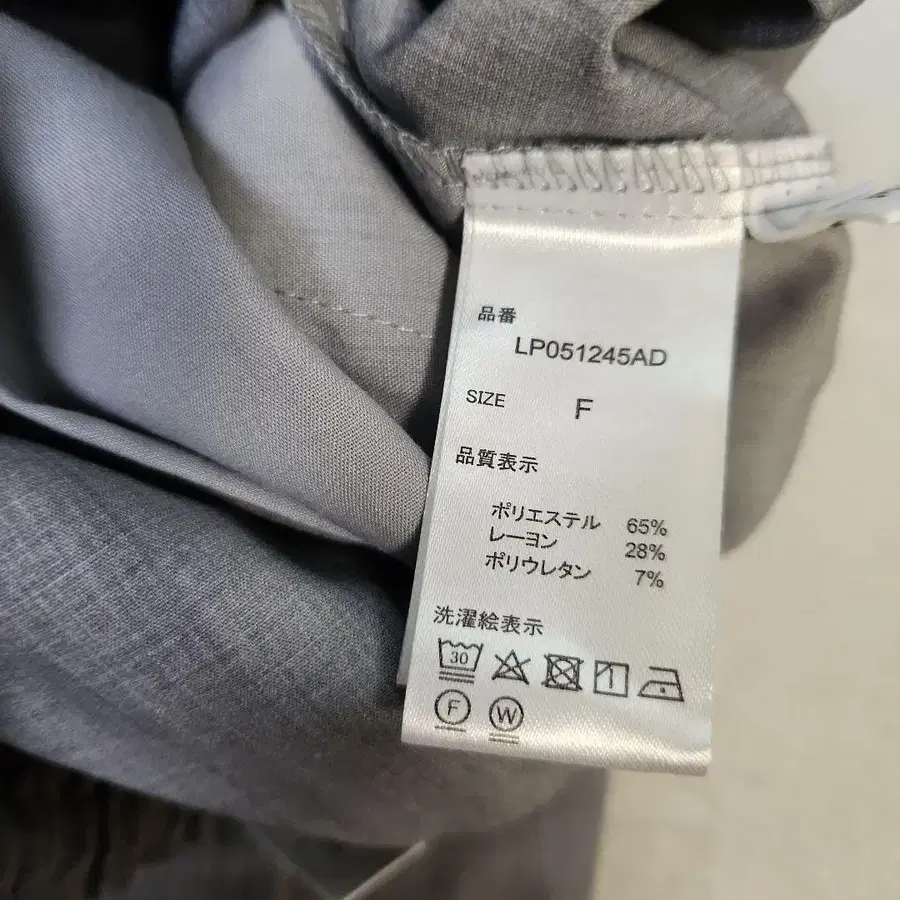 品番
LP051245AD
SIZE F
品質表示
ポリエステル 65%
レーヨン 28%
ポリウレタン 7%
洗濯絵表示
30
F W